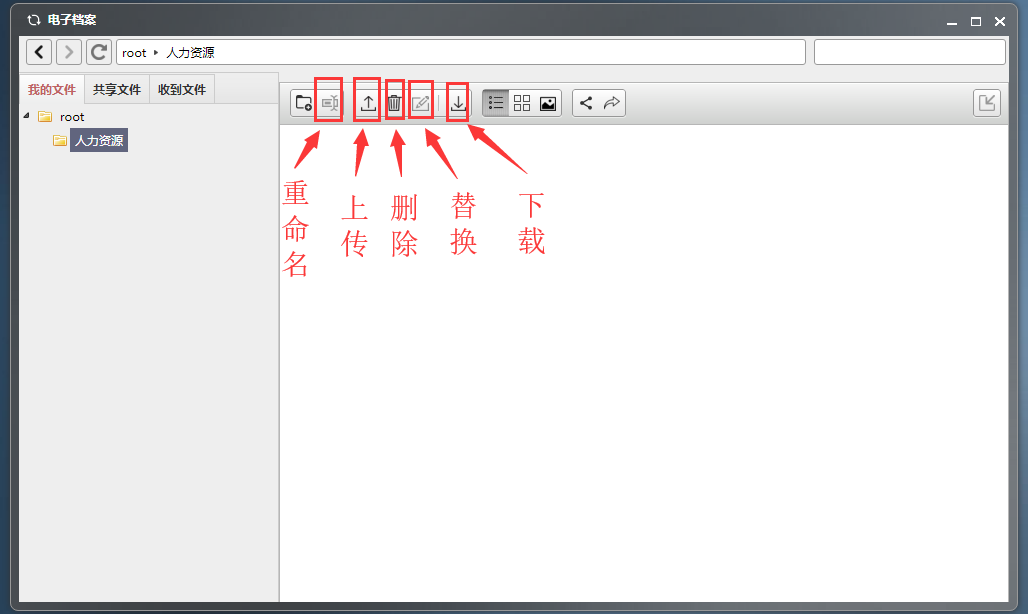 电子档案
root ▸ 人力资源
我的文件 共享文件 收到文件
root
人力资源
重命名
上传
删除
替换
下载